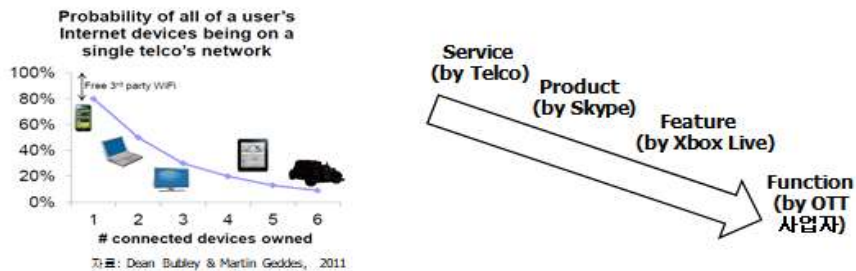 Probability of all of a user's
Internet devices being on a
single telco's network
100%
80%
60%
40%
20%
0%
Free 3rd party WiFi
1 2 3 4 5 6
# connected devices owned
자료: Dean Bubley & Martin Geddes, 2011
Service
(by Telco)
Product
(by Skype)
Feature
(by Xbox Live)
Function
(by OTT
사업자)